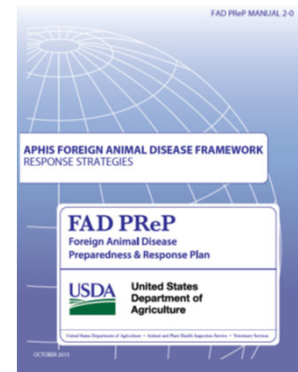 FAD PReP MANUAL 2-0
APHIS FOREIGN ANIMAL DISEASE FRAMEWORK
RESPONSE STRATEGIES
FAD PReP
Foreign Animal Disease
Preparedness & Response Plan
USDA
United States
Department of
Agriculture
United States Department of Agriculture • Animal and Plant Health Inspection Service • Veterinary Services
OCTOBER 2015